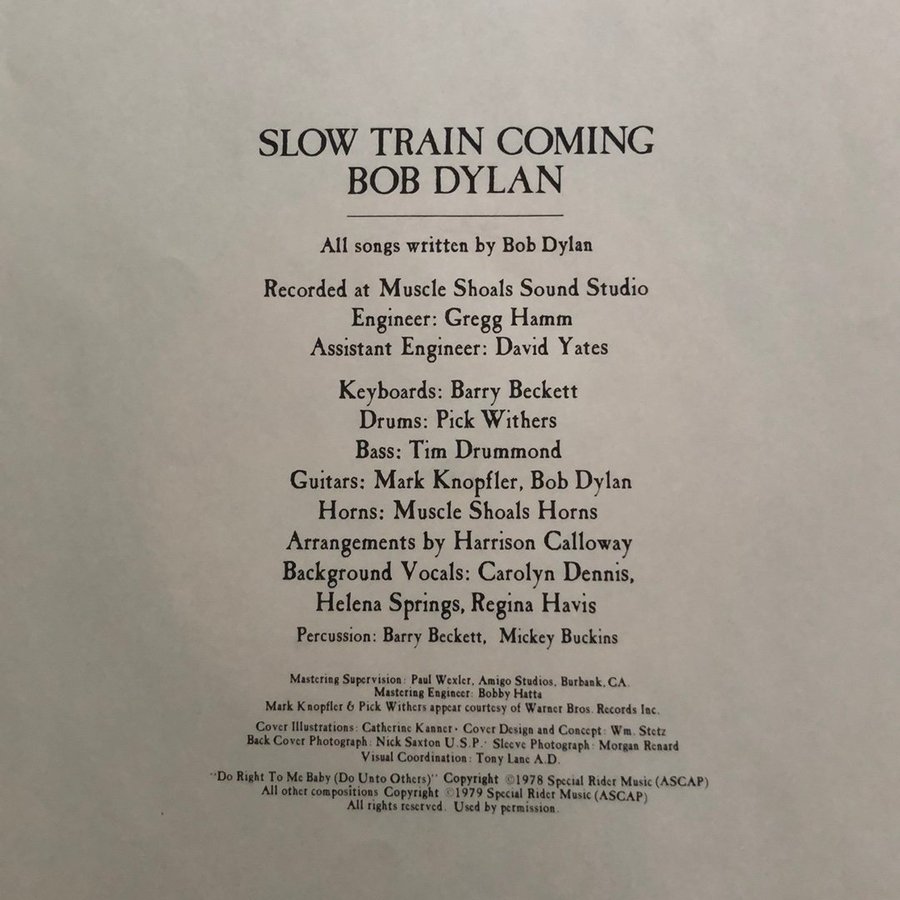 SLOW TRAIN COMING
BOB DYLAN
All songs written by Bob Dylan
Recorded at Muscle Shoals Sound Studio
Engineer: Gregg Hamm
Assistant Engineer: David Yates
Keyboards: Barry Beckett
Drums: Pick Withers
Bass: Tim Drummond
Guitars: Mark Knopfler, Bob Dylan
Horns: Muscle Shoals Horns
Arrangements by Harrison Calloway
Background Vocals: Carolyn Dennis,
Helena Springs, Regina Havis
Percussion: Barry Beckett, Mickey Buckins
Mastering Supervision: Paul Wexler, Amigo Studios, Burbank, CA.
Mastering Engineer: Bobby Hatta
Mark Knopfler & Pick Withers appear courtesy of Warner Bros. Records Inc.
Cover Illustrations: Catherine Kanner • Cover Design and Concept: Wm. Stetz
Back Cover Photograph: Nick Saxton U.S.P. • Sleeve Photograph: Morgan Renard
Visual Coordination: Tony Lane A.D.
"Do Right To Me Baby (Do Unto Others)" Copyright ©1978 Special Rider Music (ASCAP)
All other compositions Copyright ©1979 Special Rider Music (ASCAP)
All rights reserved. Used by permission.